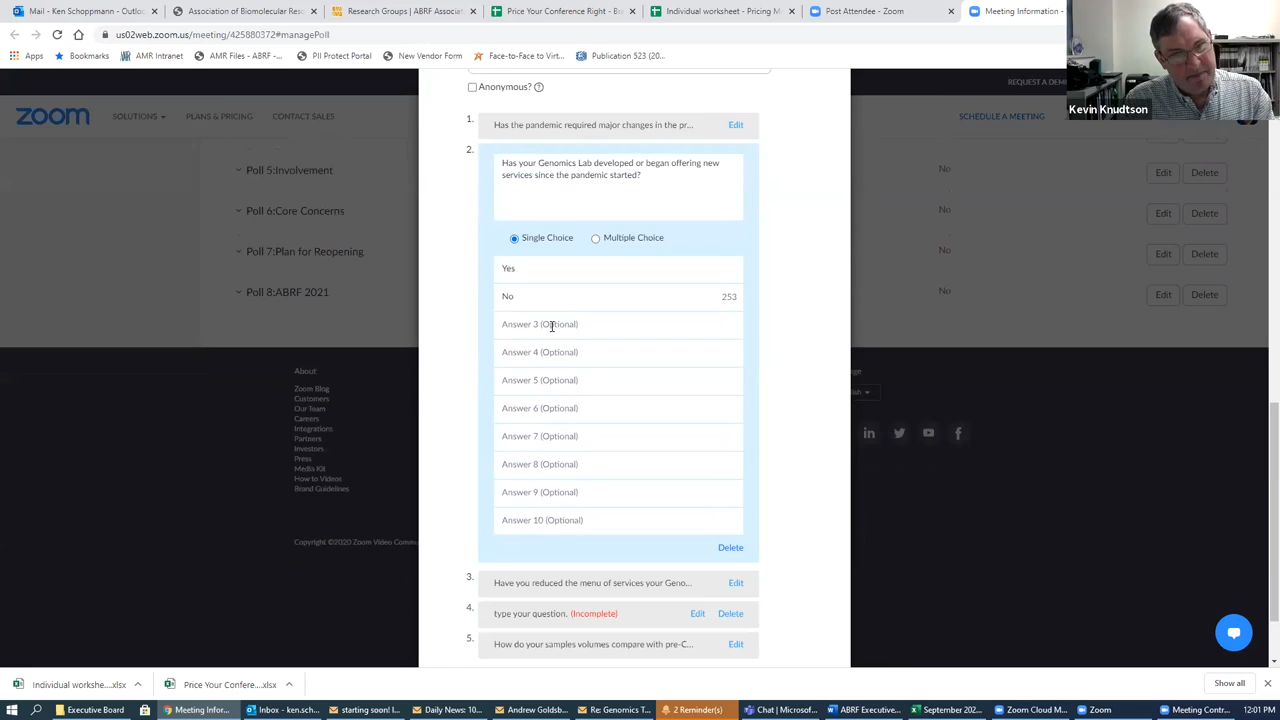 Mail - Ken Schoppmann - Outloo
Association of Biomolecular Reso
Research Groups | ABRF Associat
Price Your Conference Right - Br
Individual worksheet - Pricing M
Post Attendee - Zoom
Meeting Information -
us02web.zoom.us/meeting/425880372#managePoll
Apps
Bookmarks
AMR Intranet
AMR Files - ABRF -...
PII Protect Portal
New Vendor Form
Face-to-Face to Virt...
Publication 523 (20...
Kevin Knudtson
REQUEST A DEM
zoom
SOLUTIONS
PLANS & PRICING
CONTACT SALES
SCHEDULE A MEETING
Anonymous?
1. Has the pandemic required major changes in the pr... Edit
2. Has your Genomics Lab developed or began offering new
services since the pandemic started?
Single Choice Multiple Choice
Yes
No 253
Answer 3 (Optional)
Answer 4 (Optional)
Answer 5 (Optional)
Answer 6 (Optional)
Answer 7 (Optional)
Answer 8 (Optional)
Answer 9 (Optional)
Answer 10 (Optional)
Delete
3. Have you reduced the menu of services your Geno... Edit
4. type your question. (Incomplete) Edit Delete
5. How do your samples volumes compare with pre-C... Edit
Poll 5:Involvement No Edit Delete
Poll 6:Core Concerns No Edit Delete
Poll 7:Plan for Reopening No Edit Delete
Poll 8:ABRF 2021 No Edit Delete
About
Zoom Blog
Customers
Our Team
Careers
Integrations
Partners
Investors
Press
Media Kit
How to Videos
Brand Guidelines
Copyright ©2020 Zoom Video Commu
Individual workshe....xlsx
Price Your Confere....xlsx
Show all
Executive Board
Meeting Infor...
Inbox - ken.sch...
starting soon! I...
Daily News: 10...
Andrew Goldsb...
Re: Genomics T...
2 Reminder(s)
Chat | Microsof...
ABRF Executive...
September 202...
Zoom Cloud M...
Zoom
Meeting Contr...
12:01 PM